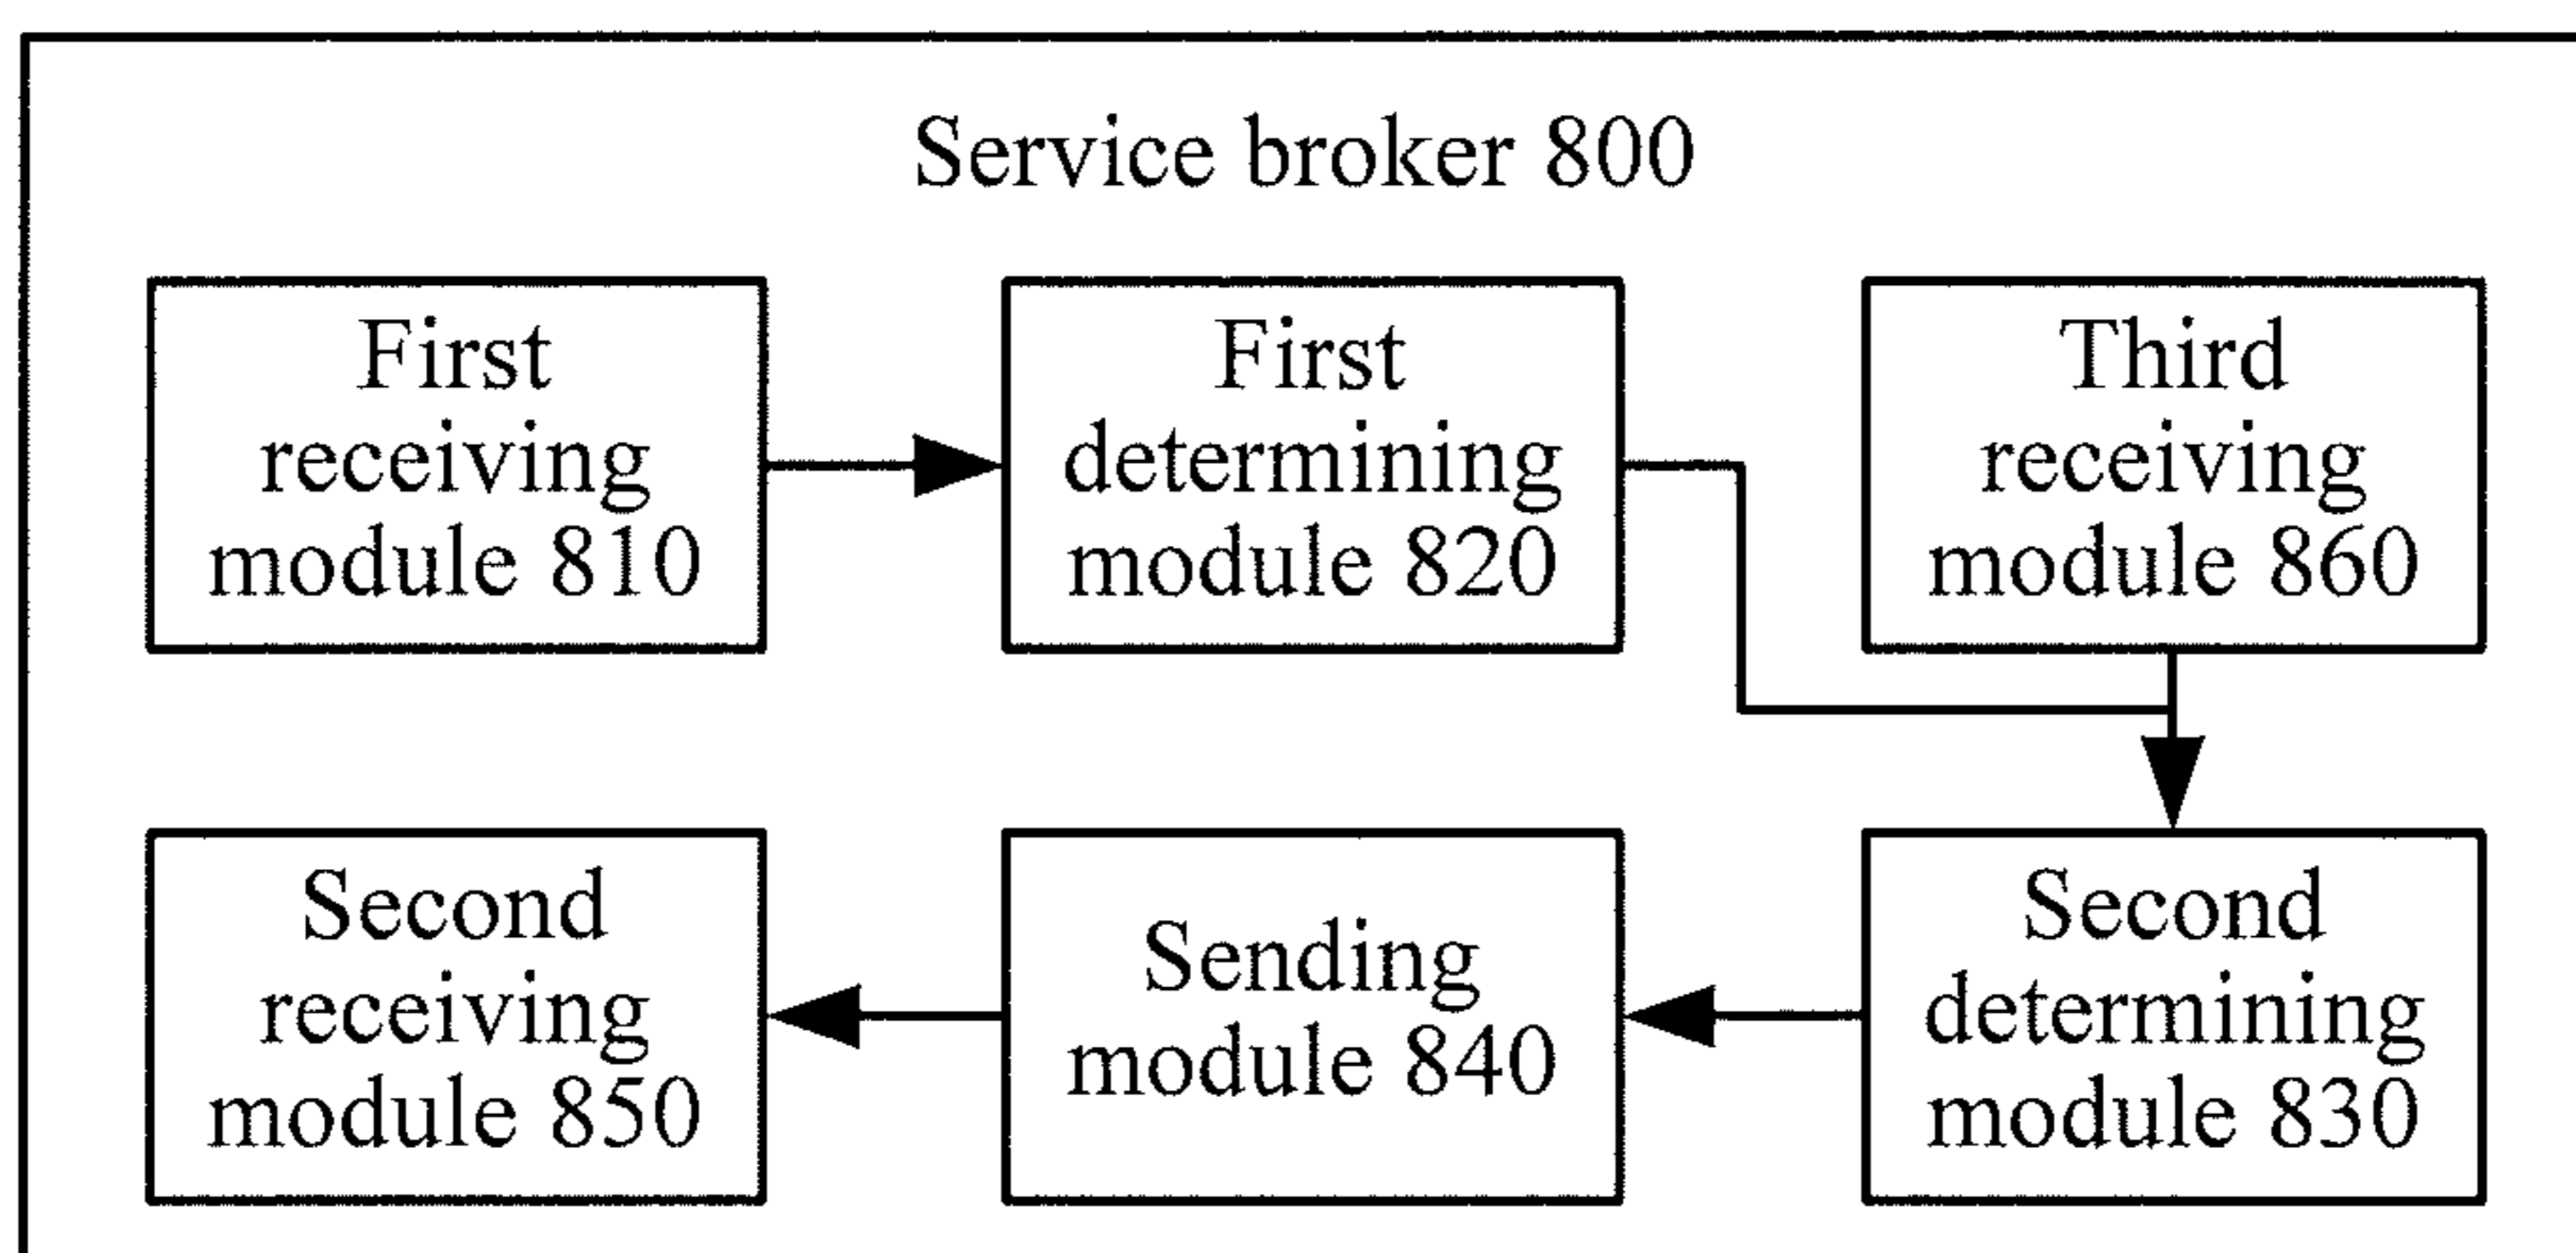 Service broker 800
First
receiving
module 810
First
determining
module 820
Third
receiving
module 860
Second
receiving
module 850
Sending
module 840
Second
determining
module 830